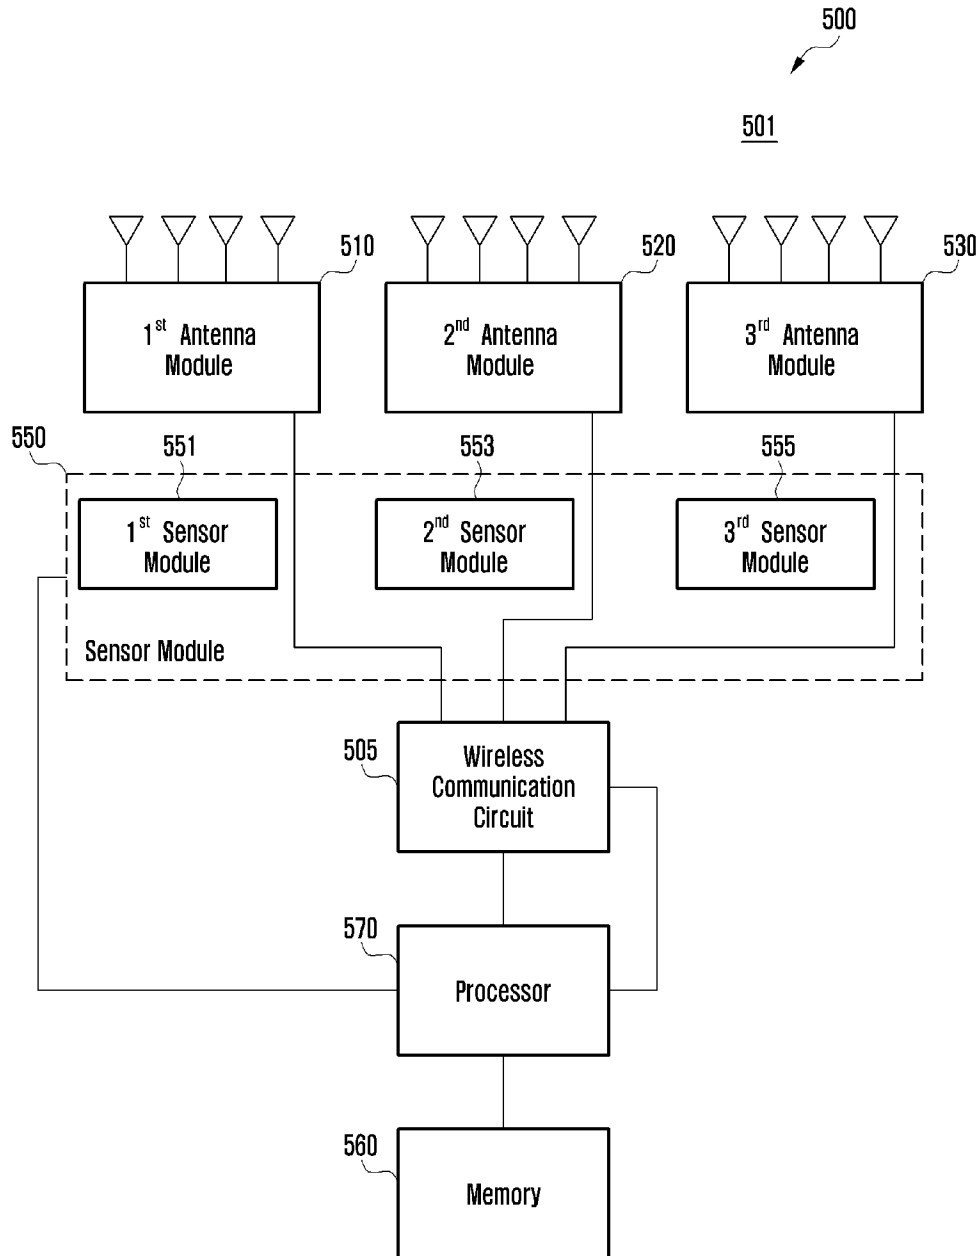 500
501
510
520
530
1st Antenna
Module
2nd Antenna
Module
3rd Antenna
Module
550
551
553
555
1st Sensor
Module
2nd Sensor
Module
3rd Sensor
Module
Sensor Module
505
Wireless
Communication
Circuit
570
Processor
560
Memory